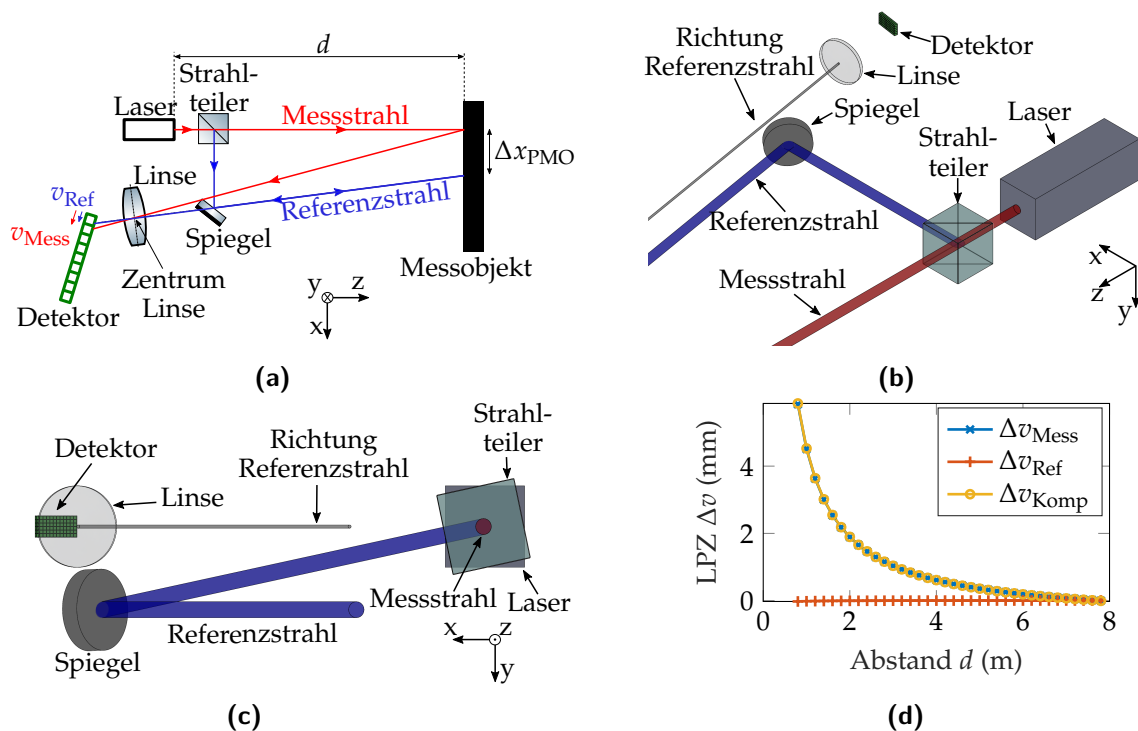 d
Strahl-
teiler
Laser
Messstrahl
Δx_PMO
Linse
v_Ref
Referenzstrahl
v_Mess
Spiegel
Messobjekt
Zentrum
Linse
Detektor
y
z
x
(a)
Richtung
Referenzstrahl
Detektor
Linse
Spiegel
Laser
Strahl-
teiler
Referenzstrahl
Messstrahl
x
z
y
(b)
Strahl-
teiler
Detektor
Richtung
Referenzstrahl
Linse
Messstrahl
Laser
Referenzstrahl
Spiegel
x
z
y
(c)
Δv_Mess
Δv_Ref
Δv_Komp
LPZ Δv (mm)
4
2
0
0 2 4 6 8
Abstand d (m)
(d)